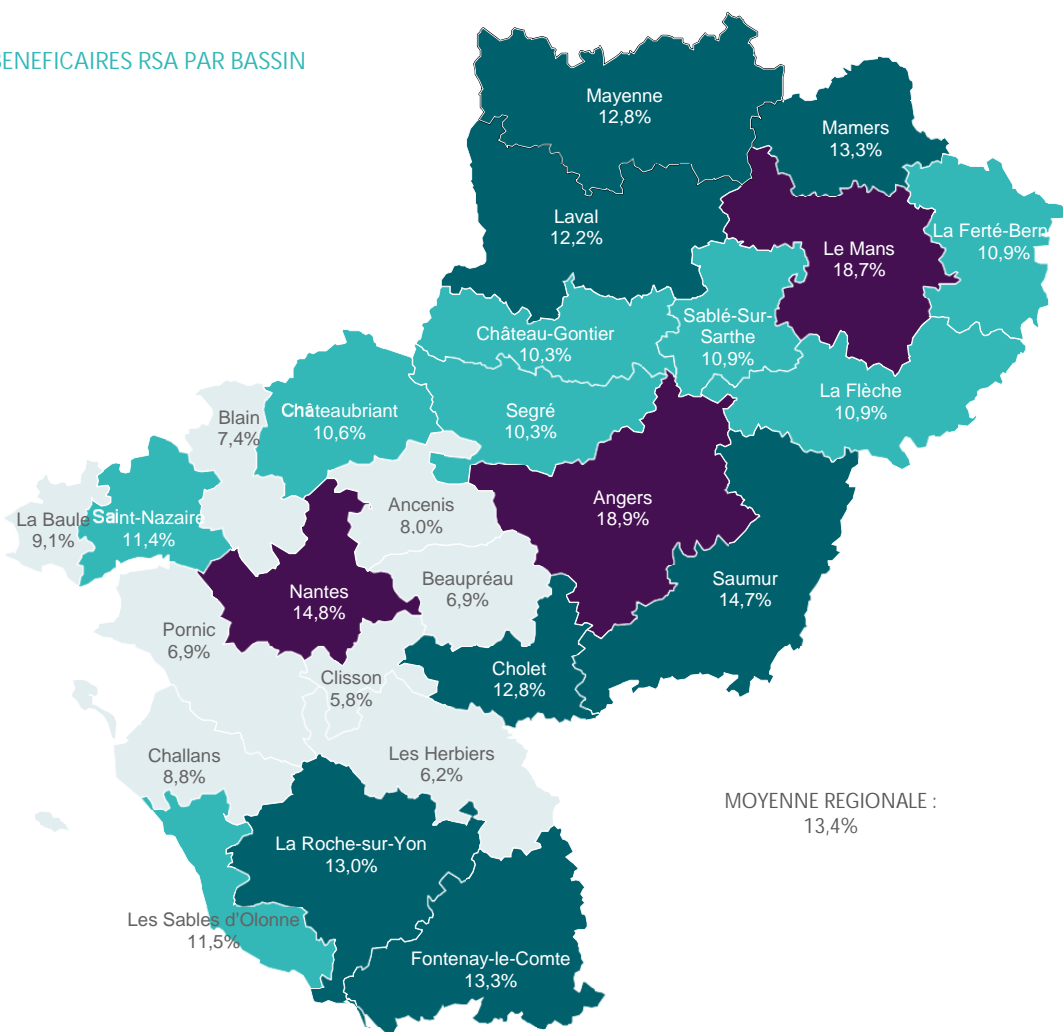 BENEFICAIRES RSA PAR BASSIN
Mayenne
12,8%
Mamers
13,3%
Laval
12,2%
Le Mans
18,7%
La Ferté-Bern
10,9%
Château-Gontier
10,3%
Sablé-Sur-
Sarthe
10,9%
La Flèche
10,9%
Châteaubriant
10,6%
Segré
10,3%
Blain
7,4%
Ancenis
8.0%
Angers
18,9%
La Baule
9,1%
Saint-Nazaire
11,4%
Beaupréau
6,9%
Saumur
14,7%
Nantes
14,8%
Pornic
6,9%
Cholet
12,8%
Clisson
5,8%
Les Herbiers
6,2%
Challans
8,8%
MOYENNE REGIONALE :
13,4%
La Roche-sur-Yon
13,0%
Les Sables d'Olonne
11,5%
Fontenay-le-Comte
13,3%